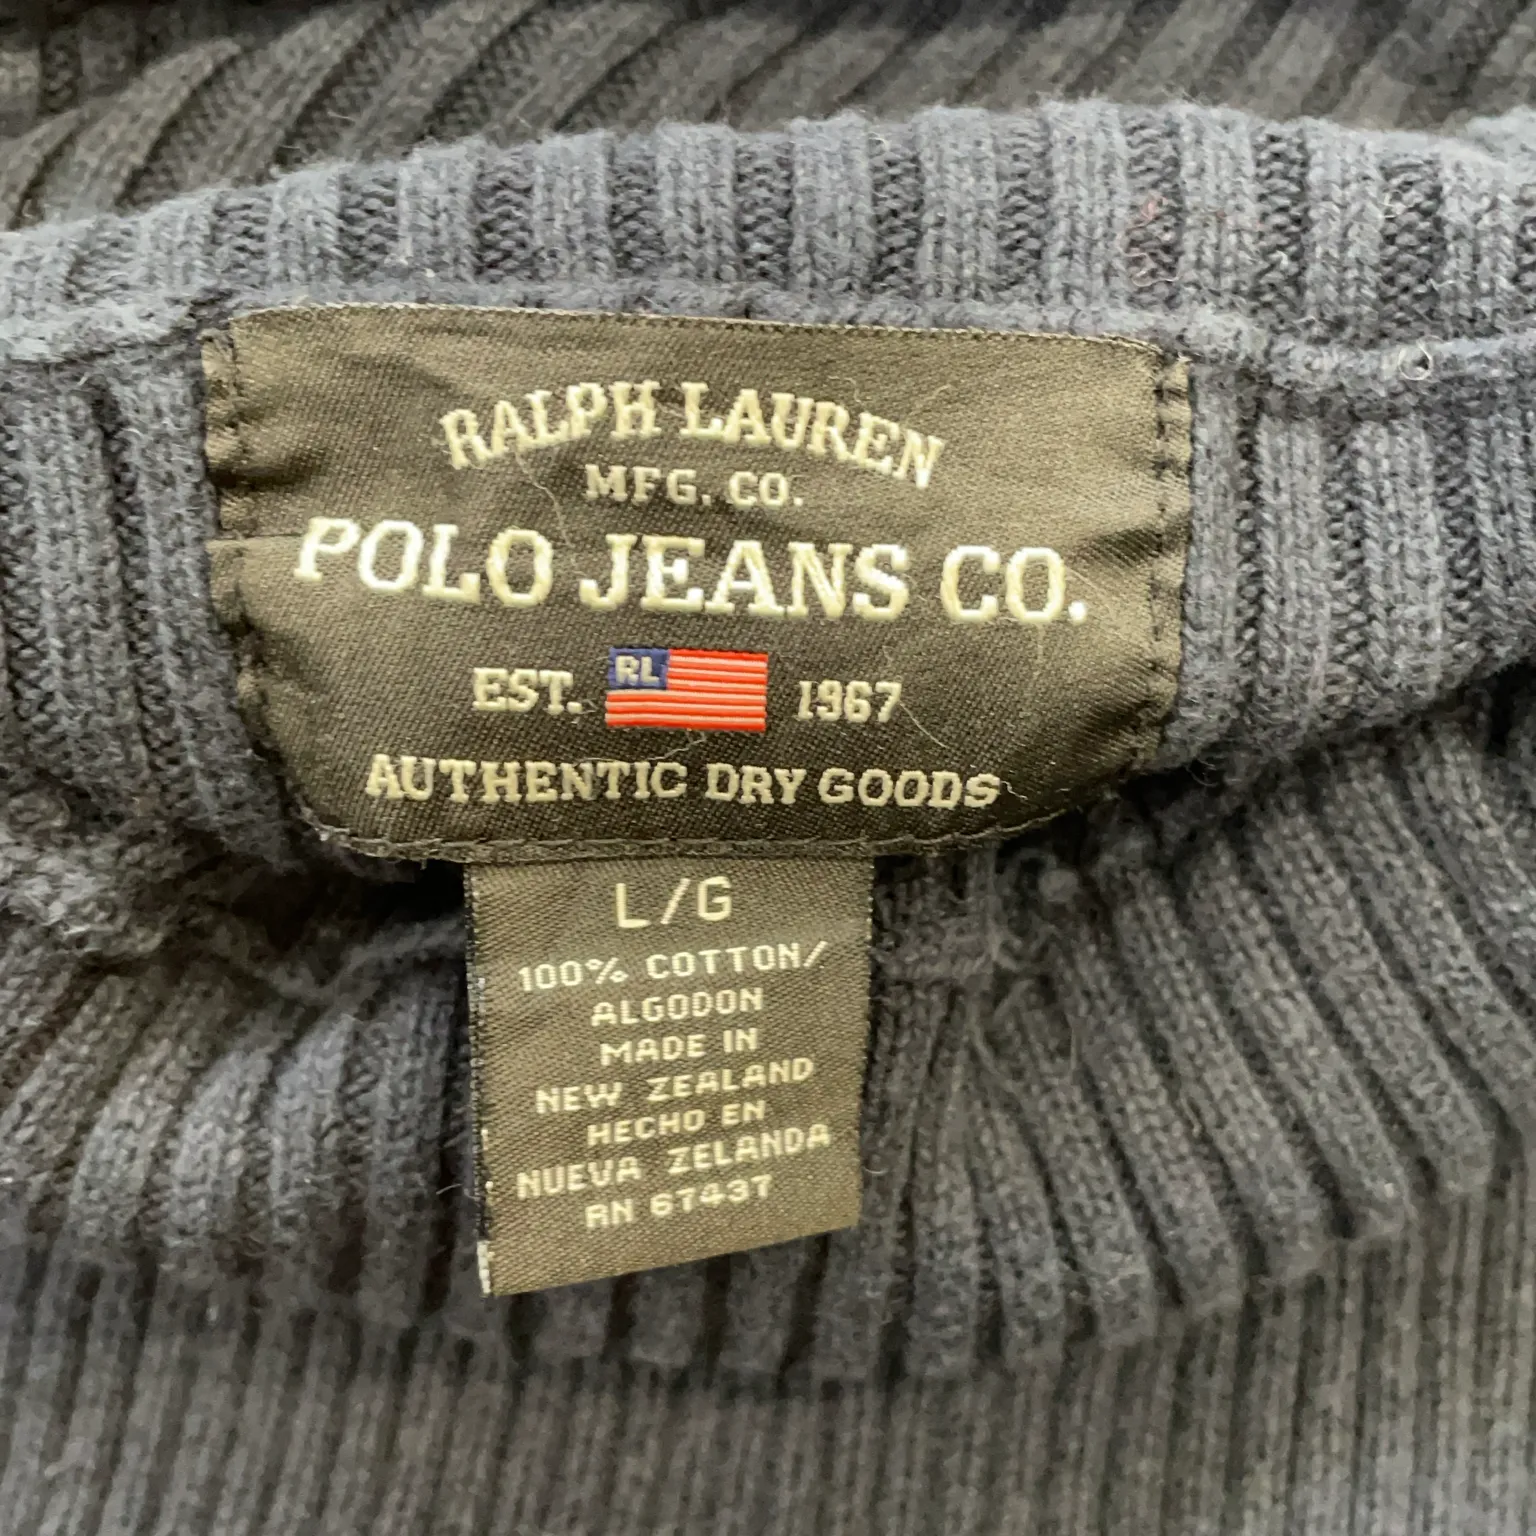 RALPH LAUREN
MFG. CO.
POLO JEANS CO.
EST. RL 1967
AUTHENTIC DRY GOODS
L/G
100% COTTON/
ALGODON
MADE IN
NEW ZEALAND
HECHO EN
NUEVA ZELANDA
RN 67437